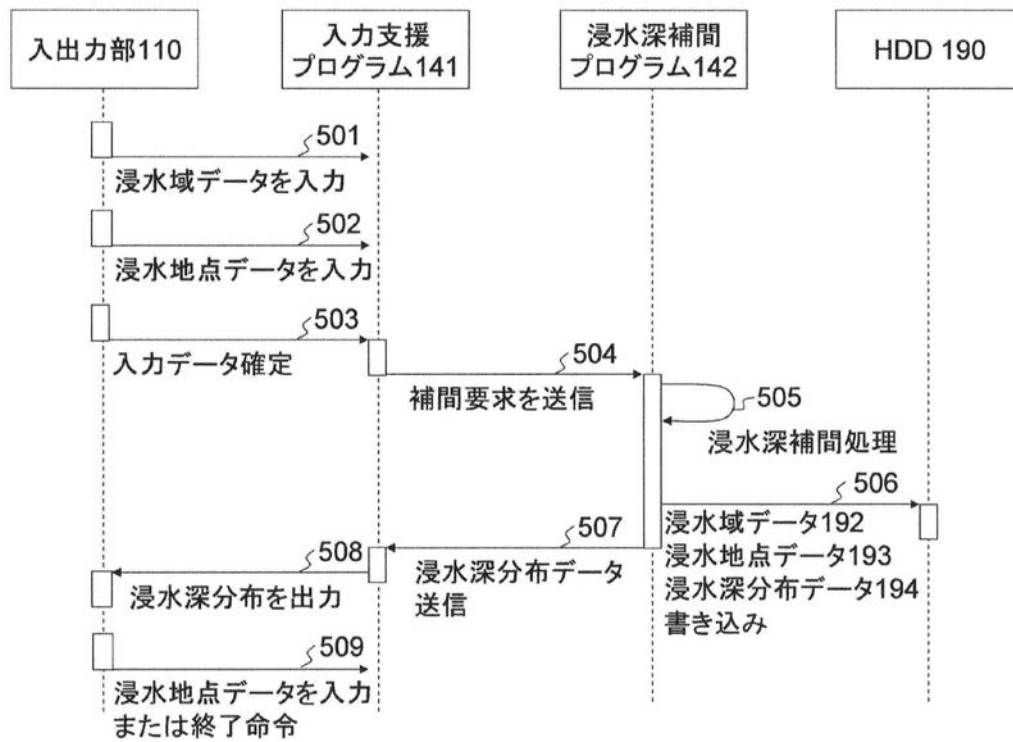 入出力部110
入力支援
プログラム141
浸水深補間
プログラム142
HDD 190
501
浸水域データを入力
502
浸水地点データを入力
503
入力データ確定
504
補間要求を送信
505
浸水深補間処理
506
浸水域データ192
浸水地点データ193
浸水深分布データ194
書き込み
507
浸水深分布データ
送信
508
浸水深分布を出力
509
浸水地点データを入力
または終了命令